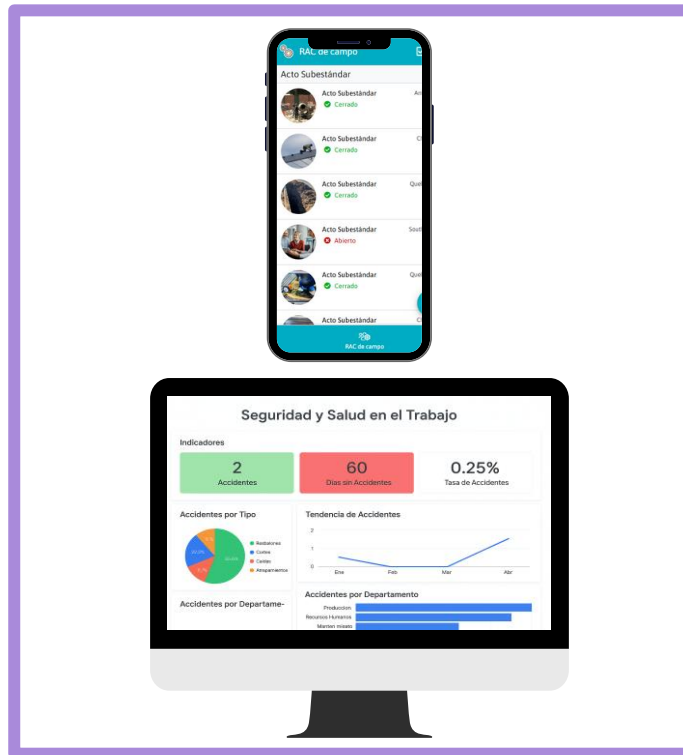 RAC de campo
Acto Subestándar
Acto Subestándar
Cerrado
Acto Subestándar
Cerrado
Acto Subestándar
Cerrado
Acto Subestándar
Abierto
Acto Subestándar
Cerrado
Acto Subestándar
RAC de campo
Seguridad y Salud en el Trabajo
Indicadores
2
Accidentes
60
Días sin Accidentes
0.25%
Tasa de Accidentes
Accidentes por Tipo
Resbalones
Cortes
Caídas
Atrapamientos
Tendencia de Accidentes
2
1
0
Ene Feb Mar Abr
Accidentes por Departame-
Accidentes por Departamento
Produccion.
Recursos Humanos